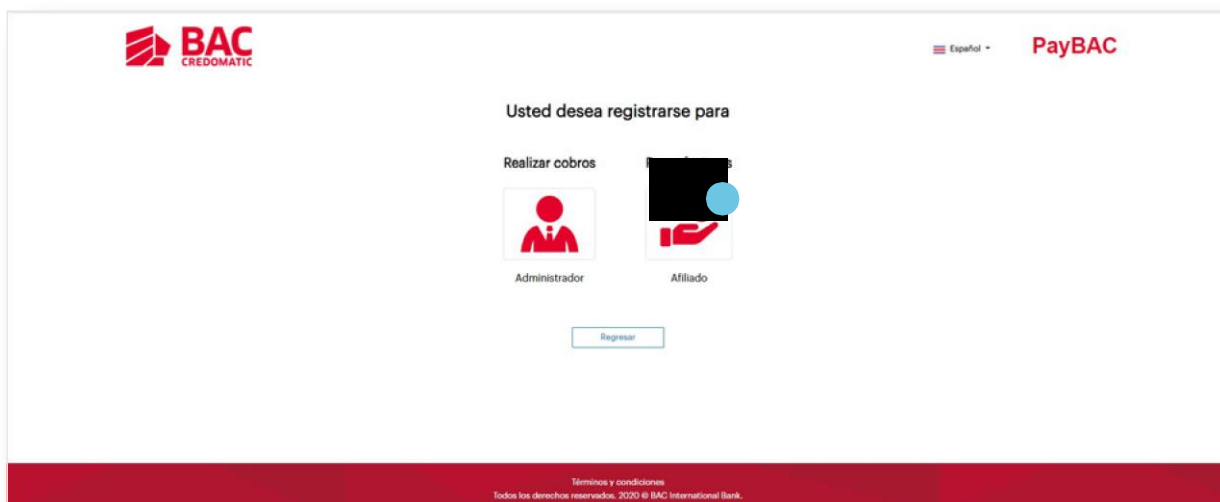 BAC
CREDOMATIC
Español
PayBAC
Usted desea registrarse para
Realizar cobros
Administrador
Afiliado
Regresar
Términos y condiciones
Todos los derechos reservados. 2020 © BAC International Bank.